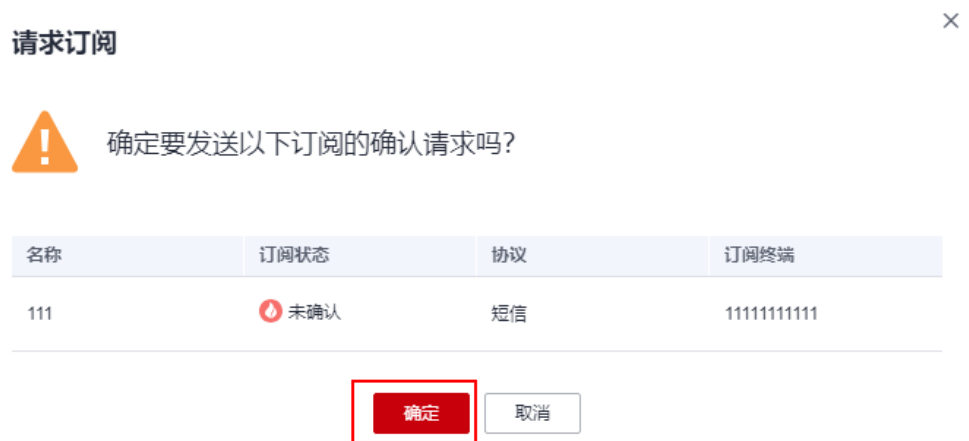 请求订阅
确定要发送以下订阅的确认请求吗?
名称 订阅状态 协议 订阅终端
111 未确认 短信 11111111111
确定 取消